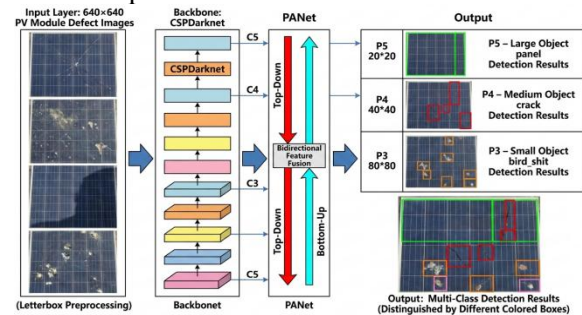 Input Layer: 640×640
PV Module Defect Images
(Letterbox Preprocessing)
Backbone:
CSPDarknet
CSPDarknet
Backbonet
C5
C4
C3
C5
PANet
Top-Down
Bidirectional
Feature
Fusion
Top-Down
Bottom-Up
PANet
Output
P5
20*20
P5 – Large Object
panel
Detection Results
P4
40*40
P4 – Medium Object
crack
Detection Results
P3
80*80
P3 – Small Object
bird_shit
Detection Results
Output: Multi-Class Detection Results
(Distinguished by Different Colored Boxes)